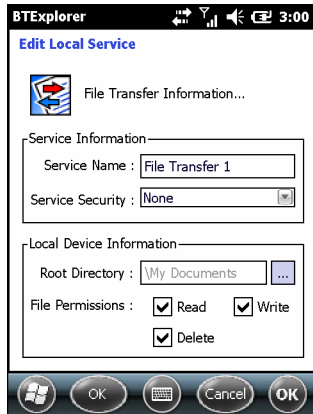 BTExplorer 3:00
Edit Local Service
File Transfer Information...
Service Information
Service Name : File Transfer 1
Service Security : None
Local Device Information
Root Directory : \My Documents ...
File Permissions : Read Write
Delete
OK Cancel OK